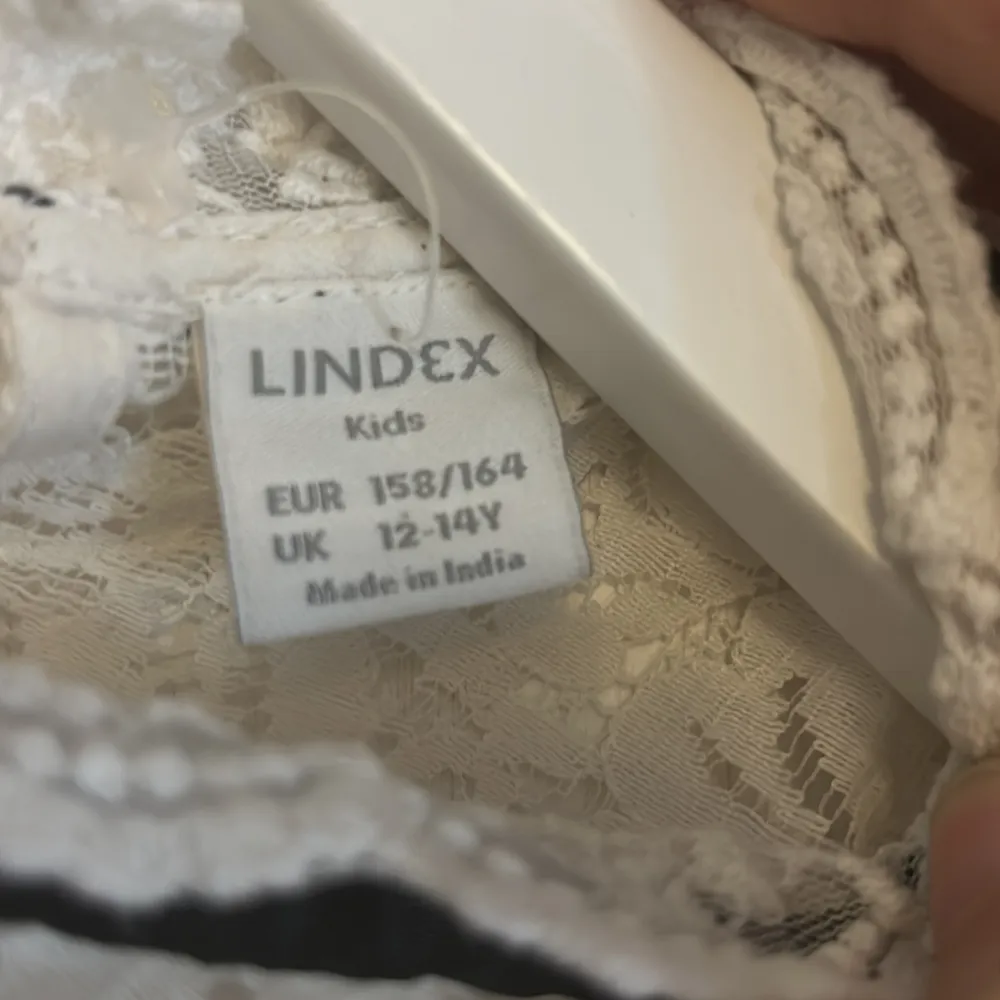 LINDEX
Kids
EUR 158/164
UK 12-14Y
Made in India